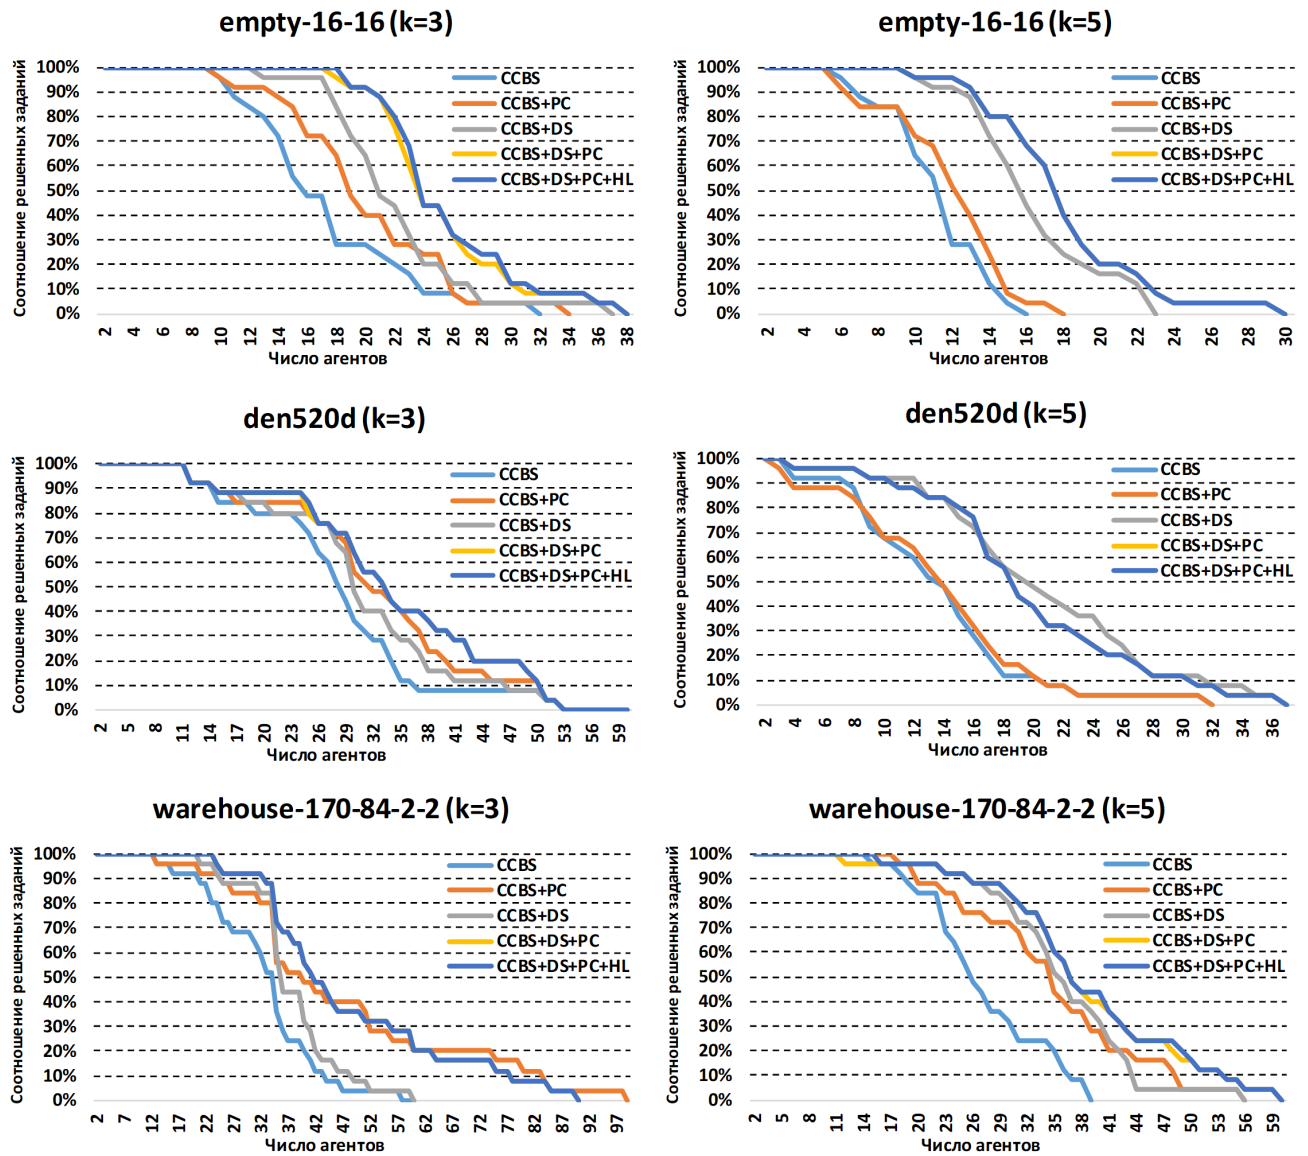 empty-16-16 (k=3)
Соотношение решенных заданий
100%
90%
80%
70%
60%
50%
40%
30%
20%
10%
0%
CCBS
CCBS+PC
CCBS+DS
CCBS+DS+PC
CCBS+DS+PC+HL
2 4 6 8 10 12 14 16 18 20 22 24 26 28 30 32 34 36 38
Число агентов
empty-16-16 (k=5)
Соотношение решенных заданий
100%
90%
80%
70%
60%
50%
40%
30%
20%
10%
0%
CCBS
CCBS+PC
CCBS+DS
CCBS+DS+PC
CCBS+DS+PC+HL
2 4 6 8 10 12 14 16 18 20 22 24 26 28 30
Число агентов
den520d (k=3)
Соотношение решенных заданий
100%
90%
80%
70%
60%
50%
40%
30%
20%
10%
0%
CCBS
CCBS+PC
CCBS+DS
CCBS+DS+PC
CCBS+DS+PC+HL
2 5 8 11 14 17 20 23 26 29 32 35 38 41 44 47 50 53 56 59
Число агентов
den520d (k=5)
Соотношение решенных заданий
100%
90%
80%
70%
60%
50%
40%
30%
20%
10%
0%
CCBS
CCBS+PC
CCBS+DS
CCBS+DS+PC
CCBS+DS+PC+HL
2 4 6 8 10 12 14 16 18 20 22 24 26 28 30 32 34 36
Число агентов
warehouse-170-84-2-2 (k=3)
Соотношение решенных заданий
100%
90%
80%
70%
60%
50%
40%
30%
20%
10%
0%
CCBS
CCBS+PC
CCBS+DS
CCBS+DS+PC
CCBS+DS+PC+HL
2 7 12 17 22 27 32 37 42 47 52 57 62 67 72 77 82 87 92 97
Число агентов
warehouse-170-84-2-2 (k=5)
Соотношение решенных заданий
100%
90%
80%
70%
60%
50%
40%
30%
20%
10%
0%
CCBS
CCBS+PC
CCBS+DS
CCBS+DS+PC
CCBS+DS+PC+HL
2 5 8 11 14 17 20 23 26 29 32 35 38 41 44 47 50 53 56 59
Число агентов